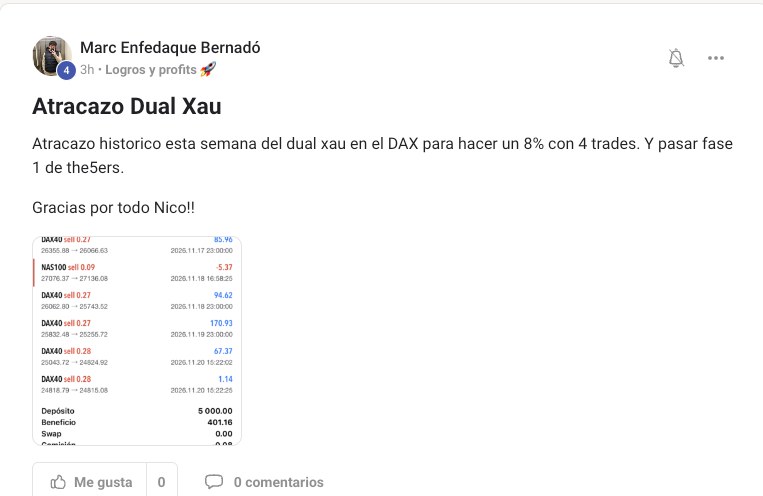 Marc Enfedaque Bernadó
4
3h • Logros y profits 🚀
Atracazo Dual Xau
Atracazo historico esta semana del dual xau en el DAX para hacer un 8% con 4 trades. Y pasar fase
1 de the5ers.
Gracias por todo Nico!!
DAX40 sell 0.27 85.96
26355.88 → 26066.63 2026.11.17 23:00:00
NAS100 sell 0.09 -5.37
27076.37 → 27136.08 2026.11.18 16:58:25
DAX40 sell 0.27 94.62
26062.80 → 25743.52 2026.11.18 23:00:00
DAX40 sell 0.27 170.93
25832.48 → 25255.72 2026.11.19 23:00:00
DAX40 sell 0.28 67.37
25043.72 → 24824.92 2026.11.20 15:22:02
DAX40 sell 0.28 1.14
24818.79 → 24815.08 2026.11.20 15:22:25
Depósito 5 000.00
Beneficio 401.16
Swap 0.00
Me gusta 0
0 comentarios